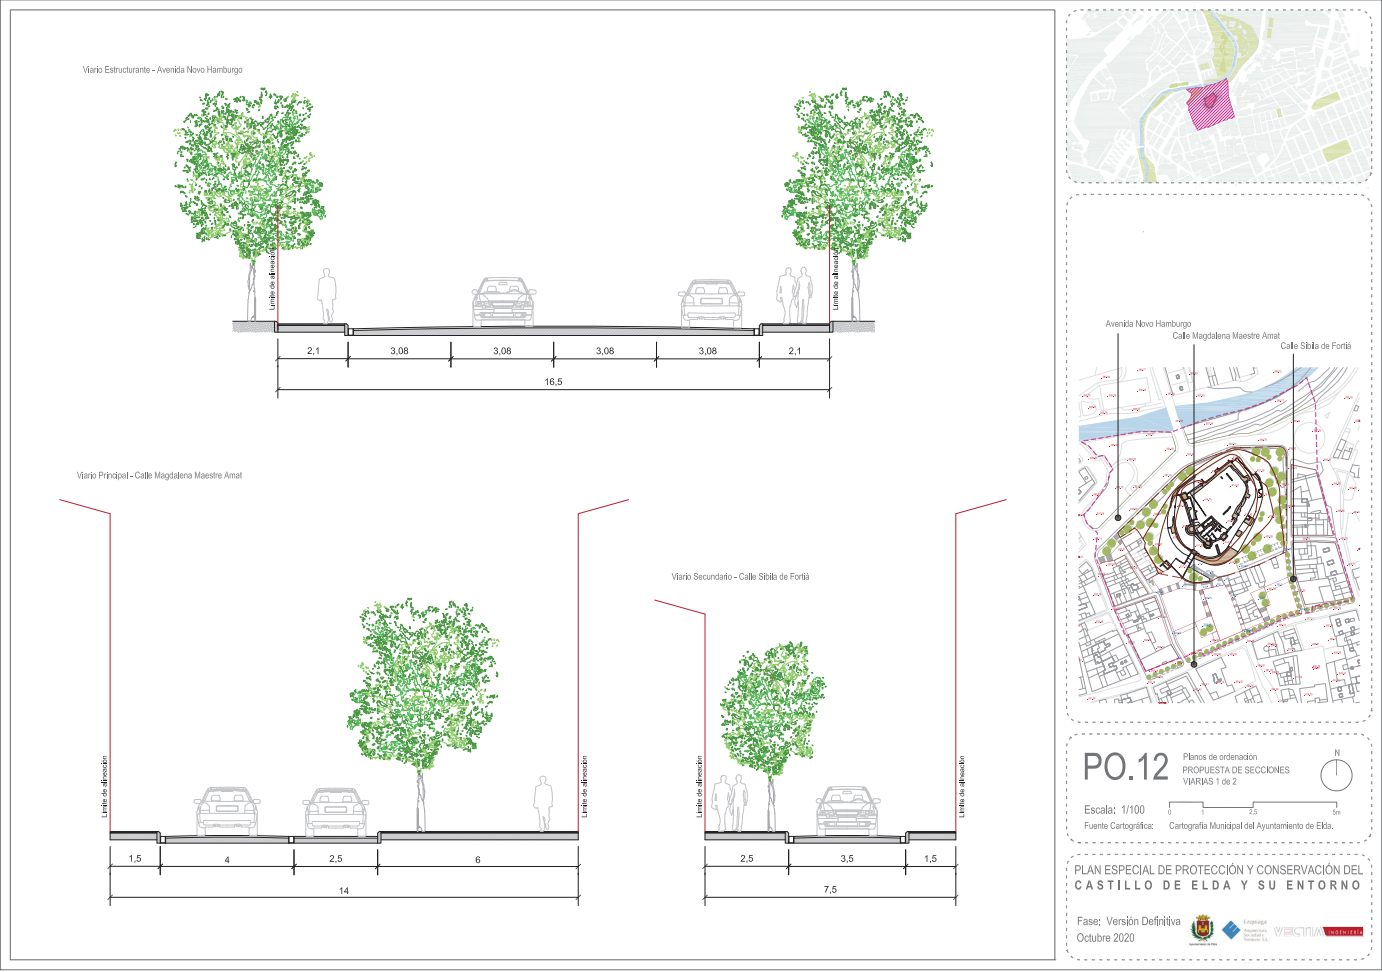 Viario Estructurante - Avenida Novo Hamburgo
Límite de alineación
Límite de alineación
2,1
3,08
3,08
3,08
3,08
2,1
16,5
Viario Principal - Calle Magdalena Maestre Amat
Límite de alineación
Límite de alineación
1,5
4
2,5
6
14
Viario Secundario - Calle Sibila de Fortiá
Límite de alineación
Límite de alineación
2,5
3,5
1,5
7,5
Avenida Novo Hamburgo
Calle Magdalena Maestre Amat
Calle Sibila de Fortiá
PO.12
Planos de ordenación
PROPUESTA DE SECCIONES
VIARIAS 1 de 2
N
Escala: 1/100
0 1 2,5 5m
Fuente Cartográfica: Cartografía Municipal del Ayuntamiento de Elda.
PLAN ESPECIAL DE PROTECCIÓN Y CONSERVACIÓN DEL
CASTILLO DE ELDA Y SU ENTORNO
Fase: Versión Definitiva
Octubre 2020
VECTIA INGENIERÍA